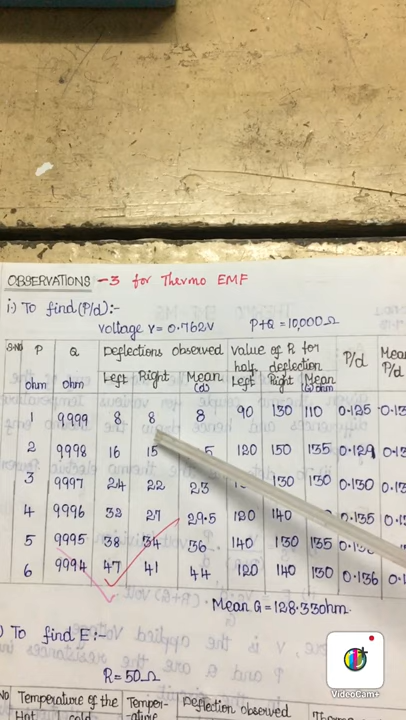 OBSERVATIONS -3 for Thermo EMF
i-) To find (P/d):-
Voltage V = 0.762V P+Q = 10,000Ω
S.NO P Q Deflections observed Value of R for half deflection P/d Mean P/d
ohm ohm Left Right Mean (d) Left Right Mean (G) ohm
1 9999 8 8 8 90 130 110 0.125
2 9998 16 15 120 150 135 0.129
3 9997 24 22 23 130 130 0.130
4 9996 32 27 29.5 120 140 0.135
5 9995 38 34 36 140 130 135
6 9994 47 41 44 120 140 130 0.136
Mean G = 128.33ohm.
) To find E:-
R = 50Ω
NO Temperature of the Temper- Deflection observed
Hot cold -ature
VideoCam+